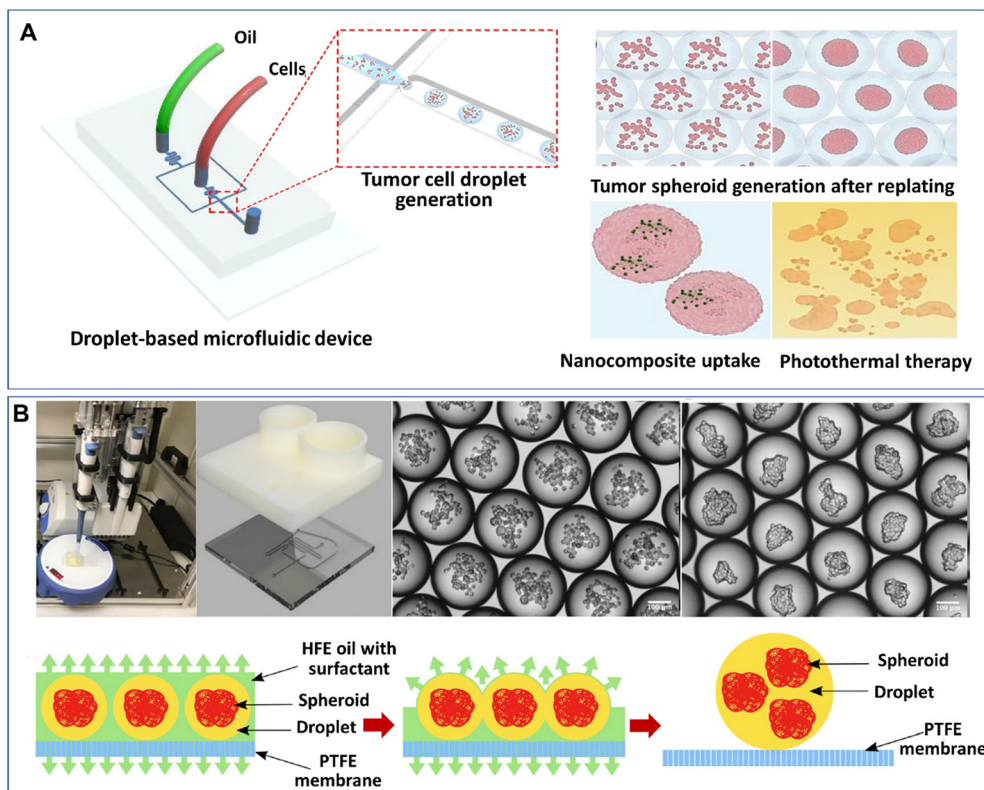 A
Oil
Cells
Tumor cell droplet
generation
Droplet-based microfluidic device
Tumor spheroid generation after replating
Nanocomposite uptake
Photothermal therapy
B
100 μm
100 μm
HFE oil with
surfactant
Spheroid
Droplet
PTFE
membrane
Spheroid
Droplet
PTFE
membrane